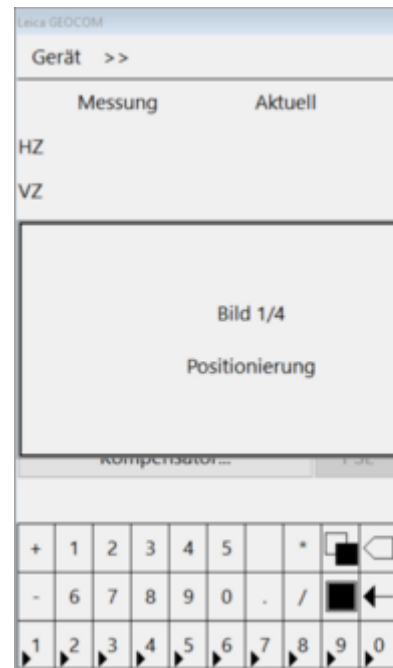 Leica GEOCOM
Gerät >>
Messung Aktuell
HZ
VZ
Bild 1/4
Positionierung
Kompensator...
+ 1 2 3 4 5 *
- 6 7 8 9 0 . /
1 2 3 4 5 6 7 8 9 0